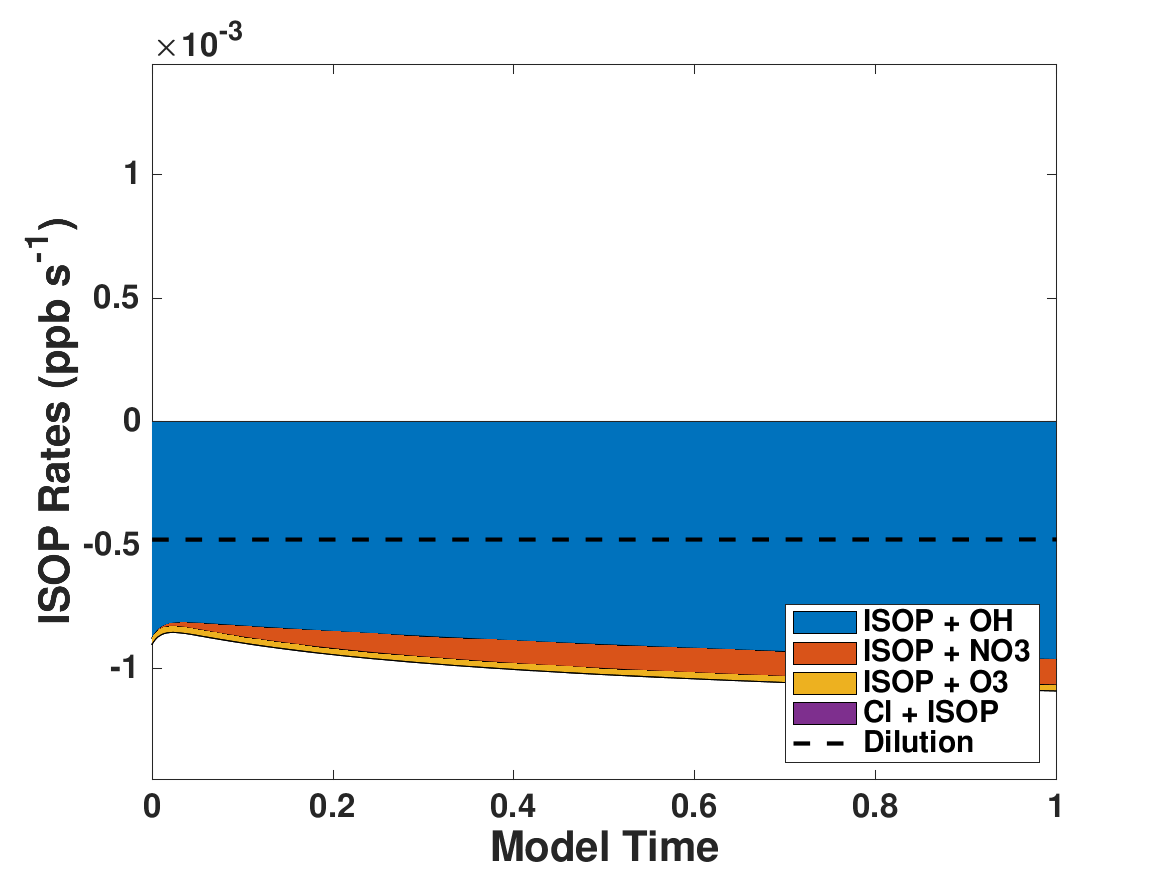 ×10-3
1
0.5
0
-0.5
-1
ISOP Rates (ppb s-1)
ISOP + OH
ISOP + NO3
ISOP + O3
Cl + ISOP
Dilution
0 0.2 0.4 0.6 0.8 1
Model Time